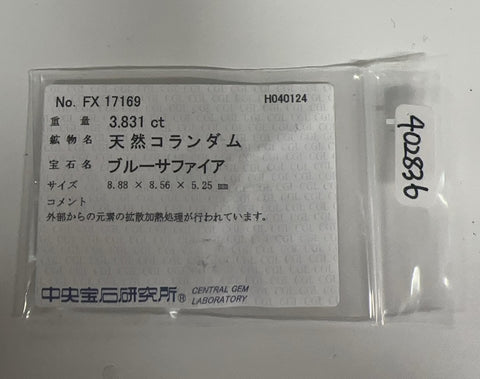 No. FX 17169
H040124
重量 3.831 ct
鉱物名 天然コランダム
宝石名 ブルーサファイア
サイズ 8.88 × 8.56 × 5.25 mm
コメント
外部からの元素の拡散加熱処理が行われています。
中央宝石研究所® CENTRAL GEM LABORATORY
402836